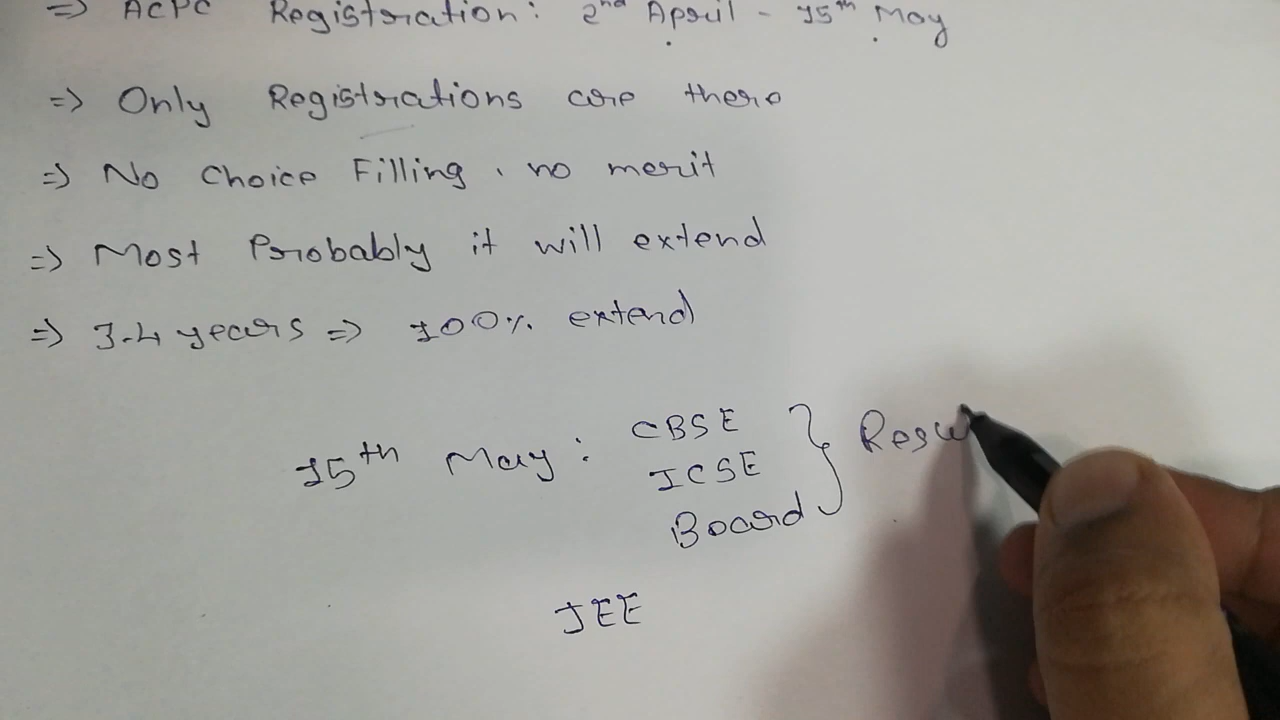 => ACPC Registration: 2nd April - 15th May
=> Only Registrations are there
=> No Choice Filling, no merit
=> Most Probably it will extend
=> 3-4 years => 100% extend
15th May: CBSE
ICSE
Board
} Resu
JEE